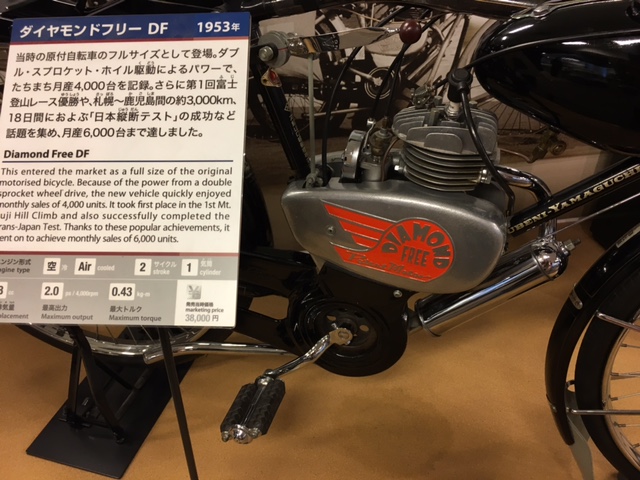 ダイヤモンドフリー DF 1953年
当時の原付自転車のフルサイズとして登場。ダブ
ル・スプロケット・ホイル駆動によるパワーで、
たちまち月産4,000台を記録。さらに第1回富士
登山レース優勝や、札幌〜鹿児島間の約3,000km、
18日間におよぶ「日本縦断テスト」の成功など
話題を集め、月産6,000台まで達しました。
Diamond Free DF
This entered the market as a full size of the original
motorised bicycle. Because of the power from a double
sprocket wheel drive, the new vehicle quickly enjoyed
monthly sales of 4,000 units. It took first place in the 1st Mt.
uji Hill Climb and also successfully completed the
rans-Japan Test. Thanks to these popular achievements, it
ent on to achieve monthly sales of 6,000 units.
ンジン形式 空冷 Air cooled 2 サイクル stroke 1 気筒 cylinder
ngine type
2.0 ps / 4,000rpm 0.43 kg-m 発売当時価格
marketing price
38,000円
最高出力 最大トルク
lacement Maximum output Maximum torque
DIAMOND
FREE
UBENI-YAMAGUCHI